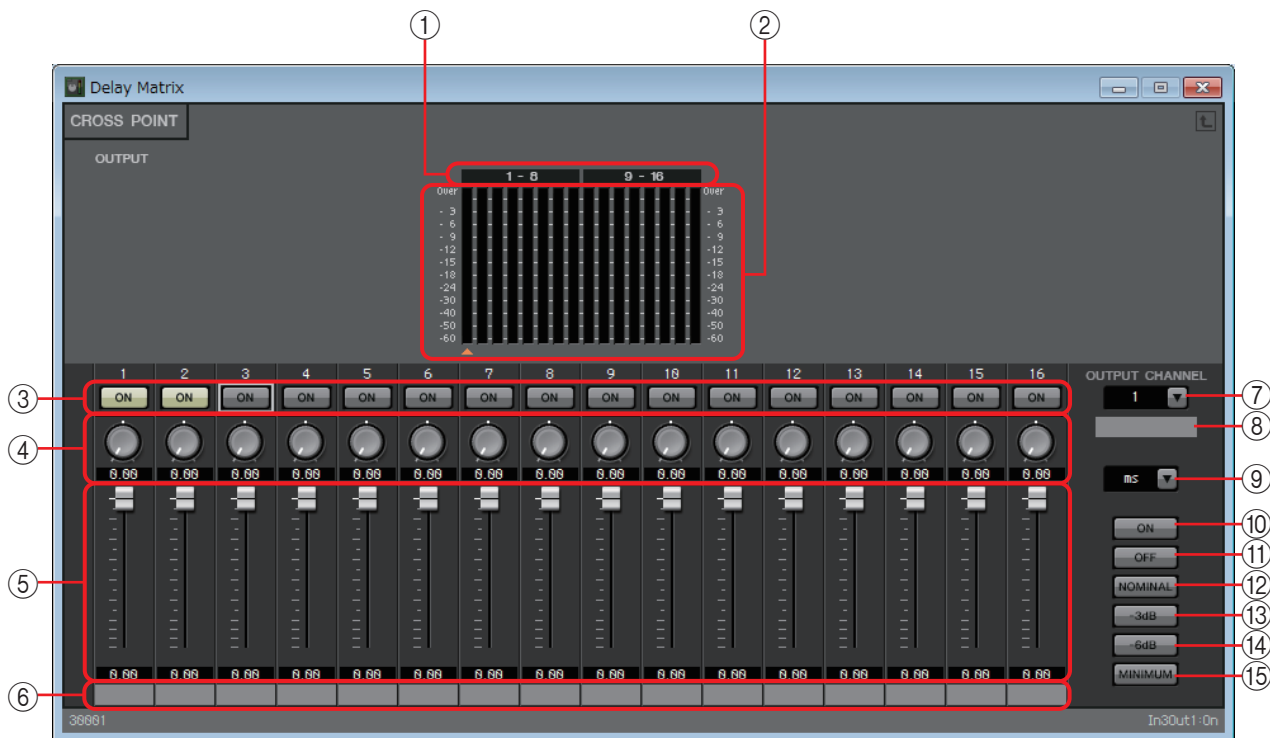 ① ②
Delay Matrix
CROSS POINT
OUTPUT
1 - 8 9 - 16
Over Over
- 3 - 3
- 6 - 6
- 9 - 9
-12 -12
-15 -15
-18 -18
-24 -24
-30 -30
-40 -40
-50 -50
-60 -60
1 2 3 4 5 6 7 8 9 10 11 12 13 14 15 16 OUTPUT CHANNEL
③ ON ON ON ON ON ON ON ON ON ON ON ON ON ON ON ON 1 ⑦
⑧
④
0.00 0.00 0.00 0.00 0.00 0.00 0.00 0.00 0.00 0.00 0.00 0.00 0.00 0.00 0.00 0.00
ms ⑨
ON ⑩
OFF ⑪
⑤ NOMINAL ⑫
-3dB ⑬
-6dB ⑭
0.00 0.00 0.00 0.00 0.00 0.00 0.00 0.00 0.00 0.00 0.00 0.00 0.00 0.00 0.00 0.00 MINIMUM ⑮
⑥
30001 In3Out1:On